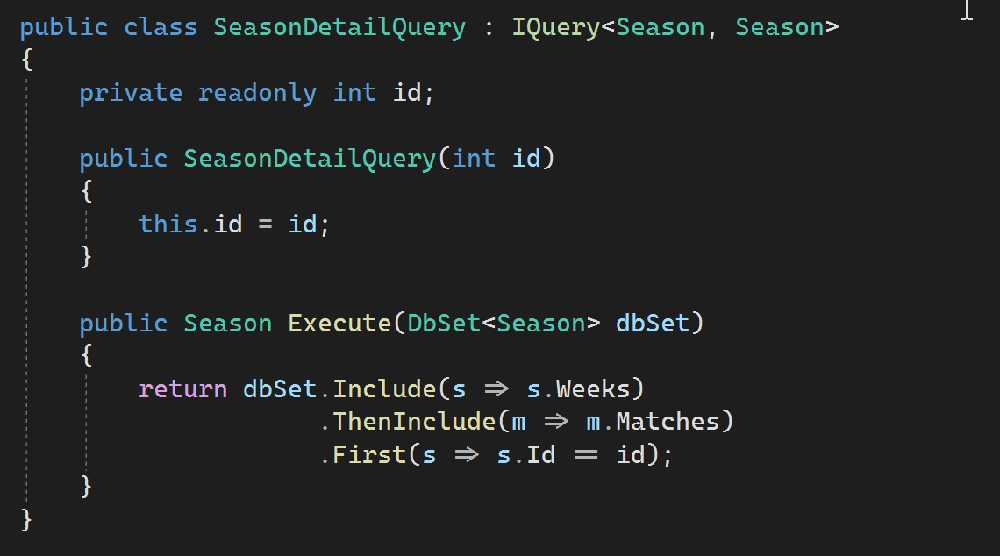 public class SeasonDetailQuery : IQuery<Season, Season>
{
    private readonly int id;

    public SeasonDetailQuery(int id)
    {
        this.id = id;
    }

    public Season Execute(DbSet<Season> dbSet)
    {
        return dbSet.Include(s => s.Weeks)
                    .ThenInclude(m => m.Matches)
                    .First(s => s.Id == id);
    }
}